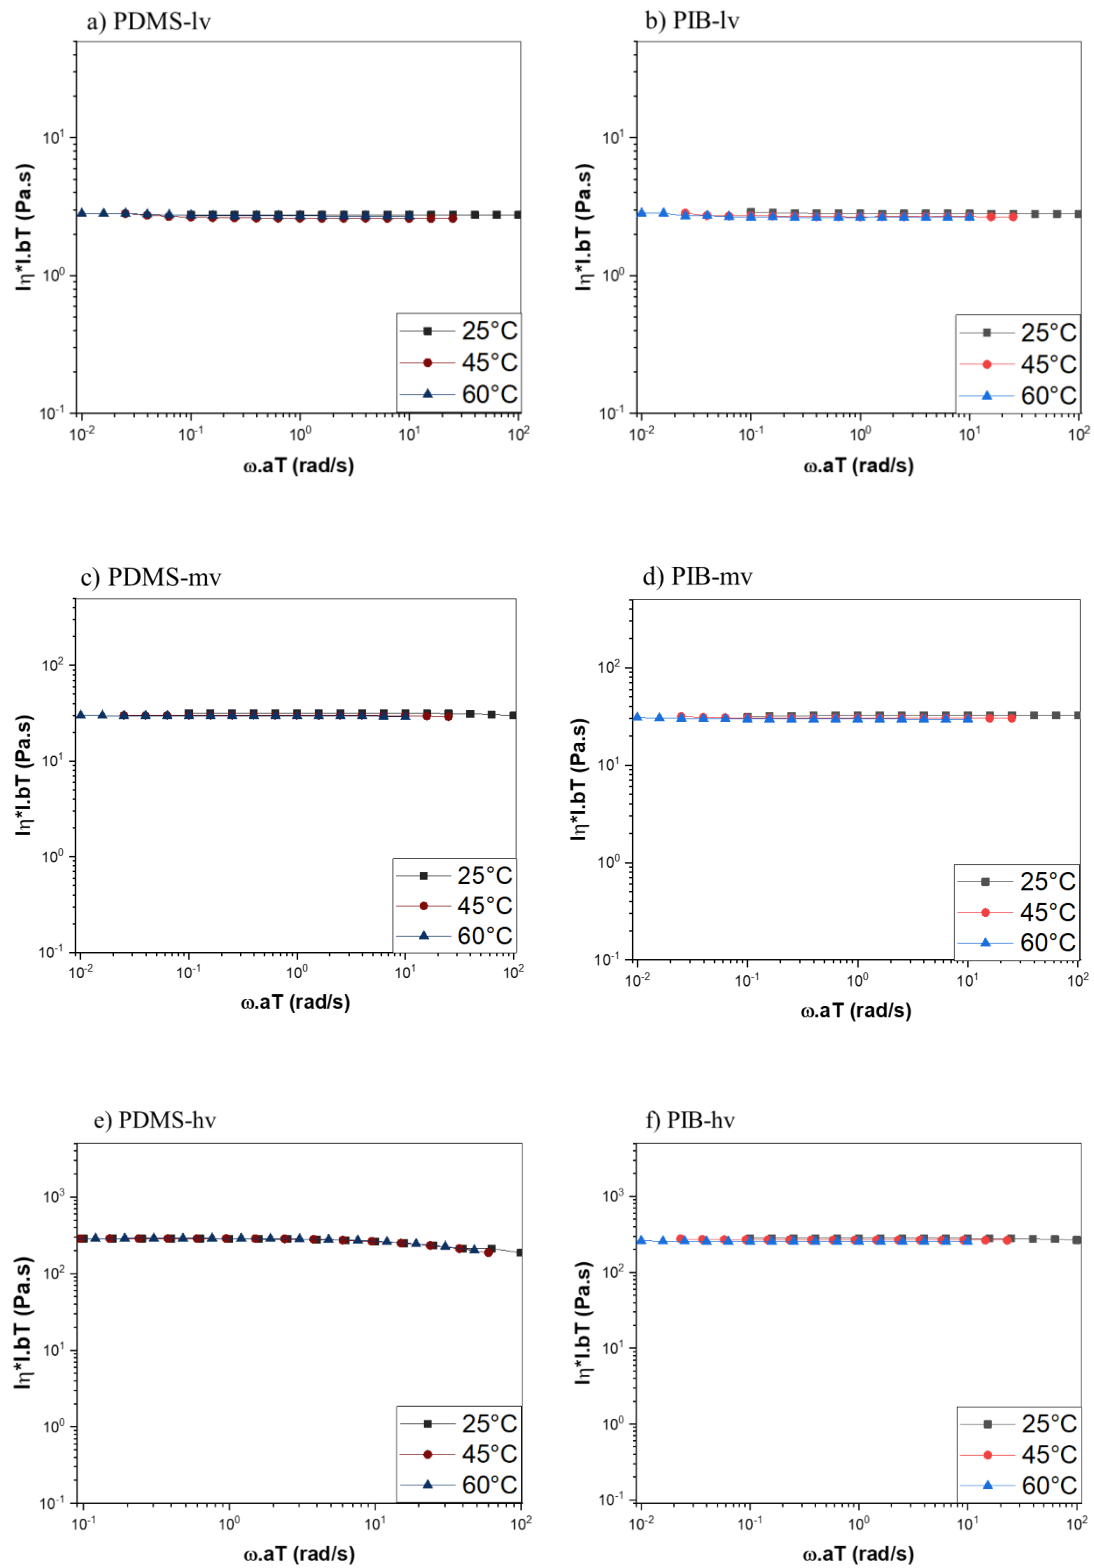 a) PDMS-lv
10¹
10⁰
10⁻¹
Iη*I.bT (Pa.s)
25°C
45°C
60°C
10⁻² 10⁻¹ 10⁰ 10¹ 10²
ω.aT (rad/s)
b) PIB-lv
10¹
10⁰
10⁻¹
Iη*I.bT (Pa.s)
25°C
45°C
60°C
10⁻² 10⁻¹ 10⁰ 10¹ 10²
ω.aT (rad/s)
c) PDMS-mv
10²
10¹
10⁰
10⁻¹
Iη*I.bT (Pa.s)
25°C
45°C
60°C
10⁻² 10⁻¹ 10⁰ 10¹ 10²
ω.aT (rad/s)
d) PIB-mv
10²
10¹
10⁰
10⁻¹
Iη*I.bT (Pa.s)
25°C
45°C
60°C
10⁻² 10⁻¹ 10⁰ 10¹ 10²
ω.aT (rad/s)
e) PDMS-hv
10³
10²
10¹
10⁰
10⁻¹
Iη*I.bT (Pa.s)
25°C
45°C
60°C
10⁻¹ 10⁰ 10¹ 10²
ω.aT (rad/s)
f) PIB-hv
10³
10²
10¹
10⁰
10⁻¹
Iη*I.bT (Pa.s)
25°C
45°C
60°C
10⁻² 10⁻¹ 10⁰ 10¹ 10²
ω.aT (rad/s)